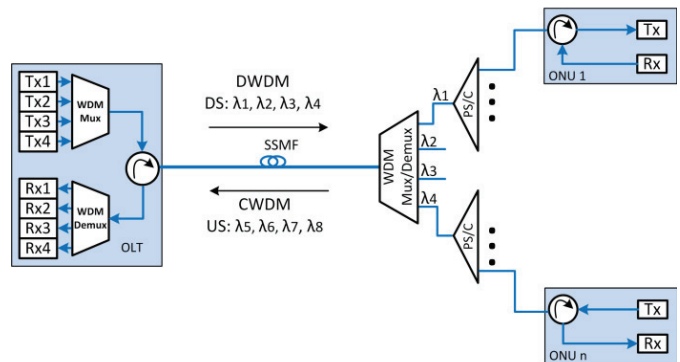 Tx1
Tx2
Tx3
Tx4
WDM
Mux
Rx1
Rx2
Rx3
Rx4
WDM
Demux
OLT
DWDM
DS: λ1, λ2, λ3, λ4
SSMF
CWDM
US: λ5, λ6, λ7, λ8
WDM
Mux/Demux
λ1
λ2
λ3
λ4
PS/C
PS/C
Tx
Rx
ONU 1
Tx
Rx
ONU n